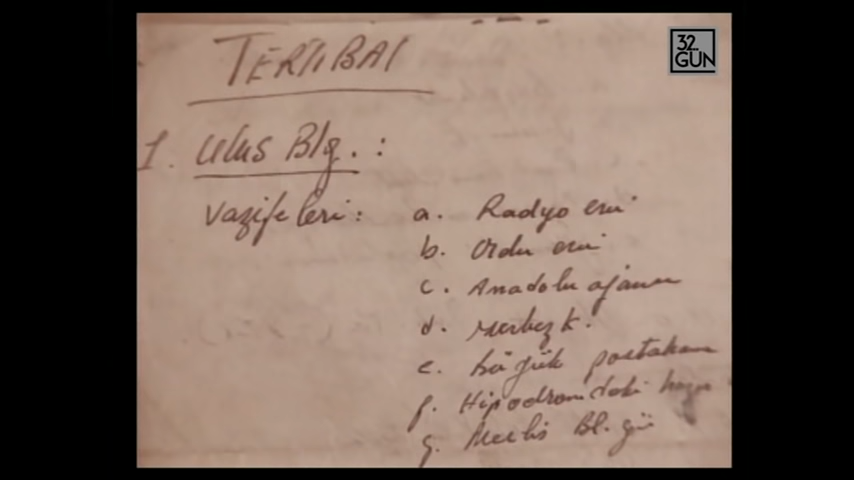 32.
GÜN
TERTİBAT
1. Ulus Blg. :
Vazifeleri : a. Radyo evi
b. Ordu evi
c. Anadolu ajansı
d. Merkez k.
e. büyük postahane
f. Hipodromdaki
g. Meclis Bl. gü